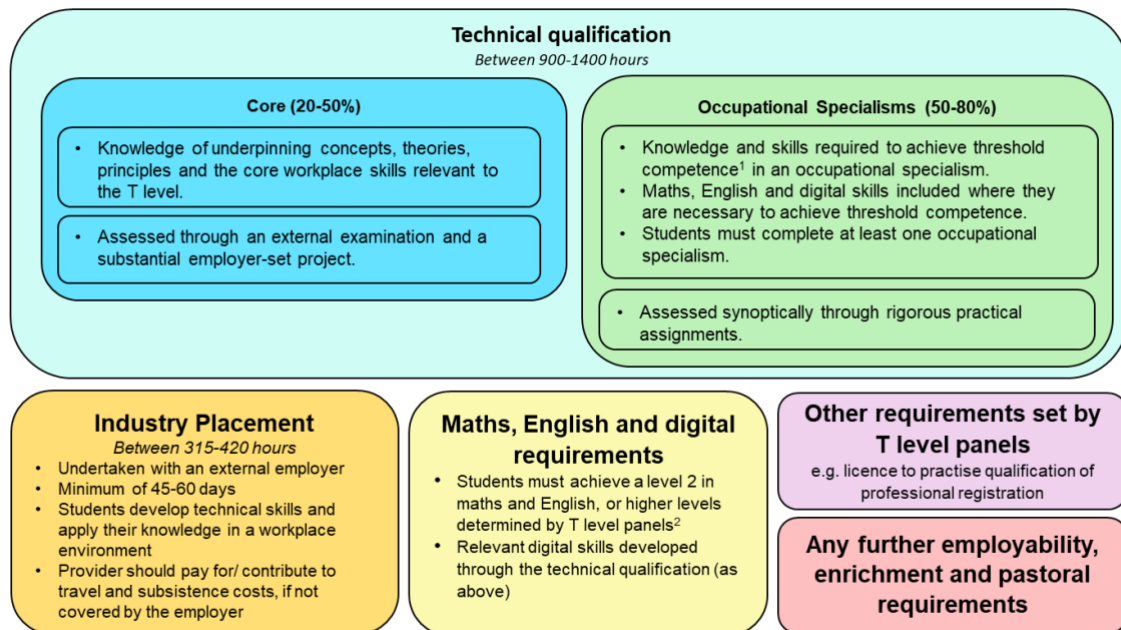 Technical qualification
Between 900-1400 hours
Core (20-50%)
• Knowledge of underpinning concepts, theories,
principles and the core workplace skills relevant to
the T level.
• Assessed through an external examination and a
substantial employer-set project.
Occupational Specialisms (50-80%)
• Knowledge and skills required to achieve threshold
competence¹ in an occupational specialism.
• Maths, English and digital skills included where they
are necessary to achieve threshold competence.
• Students must complete at least one occupational
specialism.
• Assessed synoptically through rigorous practical
assignments.
Industry Placement
Between 315-420 hours
• Undertaken with an external employer
• Minimum of 45-60 days
• Students develop technical skills and
apply their knowledge in a workplace
environment
• Provider should pay for/ contribute to
travel and subsistence costs, if not
covered by the employer
Maths, English and digital
requirements
• Students must achieve a level 2 in
maths and English, or higher levels
determined by T level panels²
• Relevant digital skills developed
through the technical qualification (as
above)
Other requirements set by
T level panels
e.g. licence to practise qualification of
professional registration
Any further employability,
enrichment and pastoral
requirements